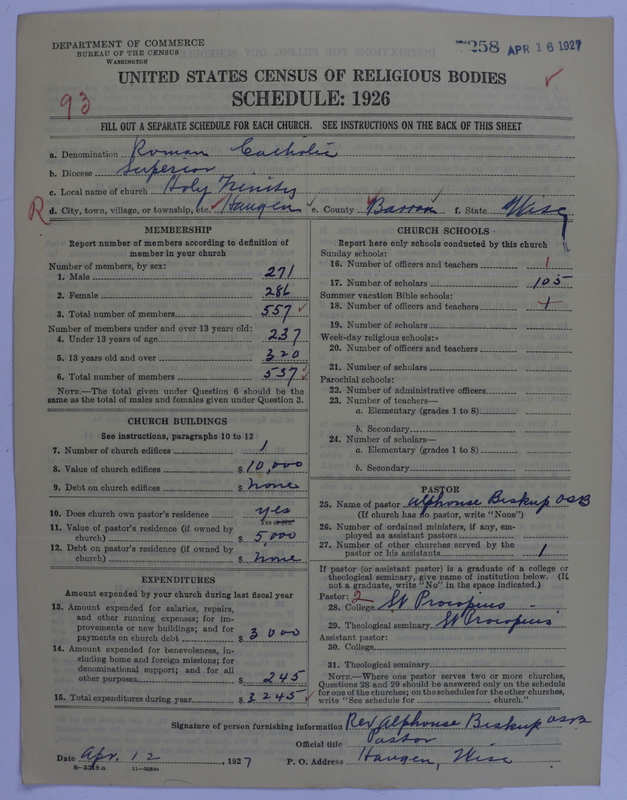 DEPARTMENT OF COMMERCE
BUREAU OF THE CENSUS
WASHINGTON
258 APR 16 1927
UNITED STATES CENSUS OF RELIGIOUS BODIES
SCHEDULE: 1926
93
FILL OUT A SEPARATE SCHEDULE FOR EACH CHURCH. SEE INSTRUCTIONS ON THE BACK OF THIS SHEET
a. Denomination Roman Catholic
b. Diocese Superior
c. Local name of church Holy Trinity
R
d. City, town, village, or township, etc. Haugen e. County Barron f. State Wisc
MEMBERSHIP
Report number of members according to definition of member in your church
Number of members, by sex:
1. Male 271
2. Female 286
3. Total number of members 557
Number of members under and over 13 years old:
4. Under 13 years of age 237
5. 13 years old and over 320
6. Total number of members 557
NOTE.—The total given under Question 6 should be the
same as the total of males and females given under Question 3.
CHURCH BUILDINGS
See instructions, paragraphs 10 to 12
7. Number of church edifices 1
8. Value of church edifices $ 10,000
9. Debt on church edifices $ none
10. Does church own pastor's residence yes
Yes or No
11. Value of pastor's residence (if owned by
church) $ 5,000
12. Debt on pastor's residence (if owned by
church) $ none
EXPENDITURES
Amount expended by your church during last fiscal year
13. Amount expended for salaries, repairs,
and other running expenses; for im-
provements or new buildings; and for
payments on church debt $ 3000
14. Amount expended for benevolences, in-
cluding home and foreign missions; for
denominational support; and for all
other purposes $ 245
15. Total expenditures during year $ 3245
CHURCH SCHOOLS
Report here only schools conducted by this church
Sunday schools:
16. Number of officers and teachers 1
17. Number of scholars 105
Summer vacation Bible schools:
18. Number of officers and teachers
19. Number of scholars
Week-day religious schools:
20. Number of officers and teachers
21. Number of scholars
Parochial schools:
22. Number of administrative officers
23. Number of teachers—
a. Elementary (grades 1 to 8)
b. Secondary
24. Number of scholars—
a. Elementary (grades 1 to 8)
b. Secondary
PASTOR
25. Name of pastor Alphonse Biskup OSB
(If church has no pastor, write "None")
26. Number of ordained ministers, if any, em-
ployed as assistant pastors
27. Number of other churches served by the
pastor or his assistants 1
If pastor (or assistant pastor) is a graduate of a college or
theological seminary, give name of institution below. (If
not a graduate, write "No" in the space indicated.)
Pastor: 2
28. College St Procopius
29. Theological seminary St Procopius
Assistant pastor:
30. College
31. Theological seminary
NOTE.—Where one pastor serves two or more churches,
Questions 28 and 29 should be answered only on the schedule
for one of the churches; on the schedules for the other churches,
write "See schedule for church."
Signature of person furnishing information Rev Alphonse Biskup OSB
Official title Pastor
Date Apr. 12, 1927 P. O. Address Haugen, Wisc